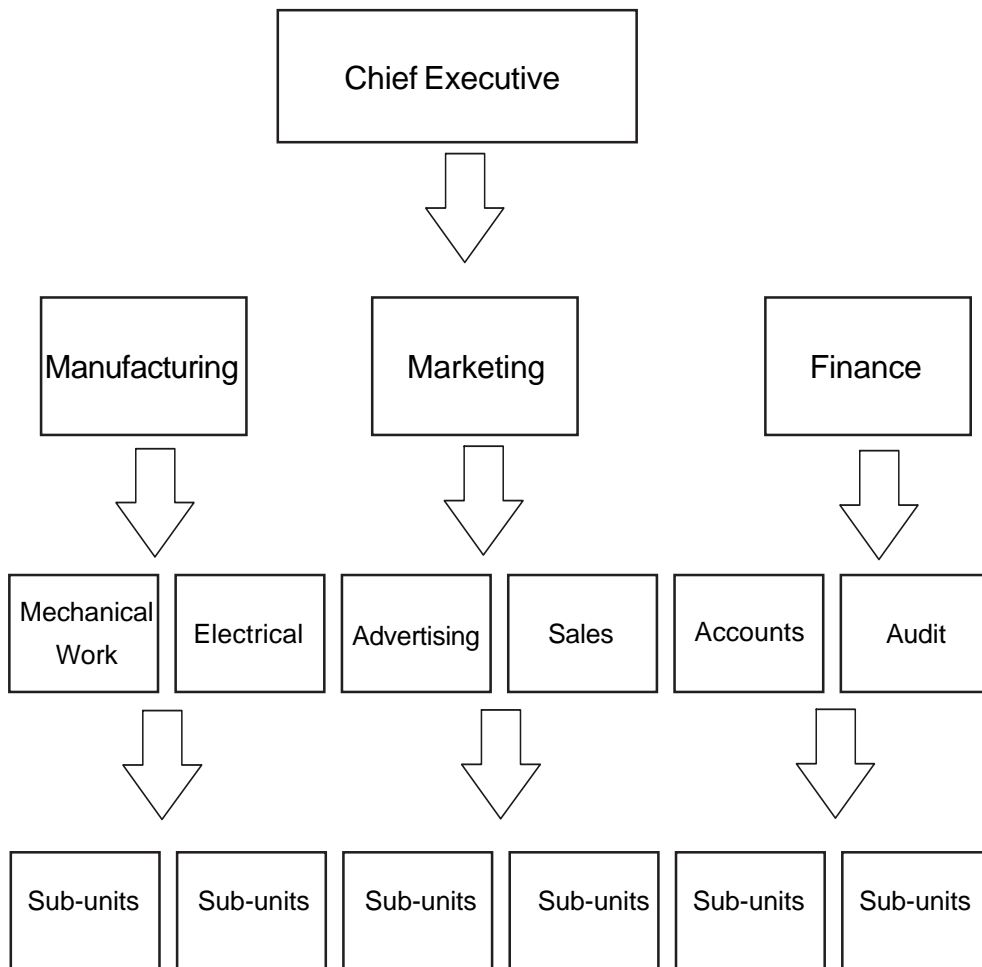 Chief Executive
Manufacturing
Marketing
Finance
Mechanical
Work
Electrical
Advertising
Sales
Accounts
Audit
Sub-units
Sub-units
Sub-units
Sub-units
Sub-units
Sub-units